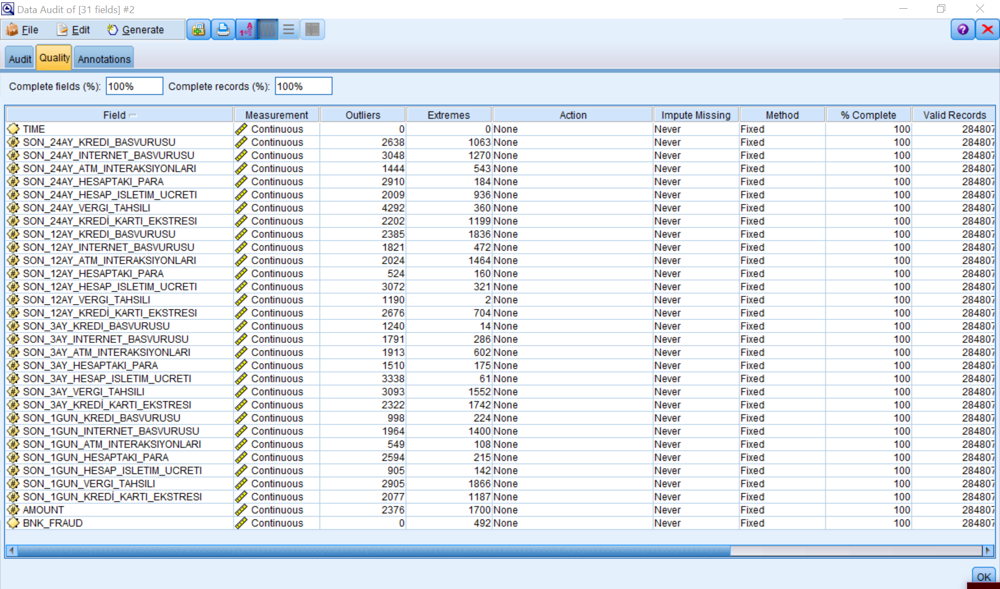 Data Audit of [31 fields] #2
File Edit Generate
Audit Quality Annotations
Complete fields (%): 100% Complete records (%): 100%
Field Measurement Outliers Extremes Action Impute Missing Method % Complete Valid Records
TIME Continuous 0 0 None Never Fixed 100 284807
SON_24AY_KREDI_BASVURUSU Continuous 2638 1063 None Never Fixed 100 284807
SON_24AY_INTERNET_BASVURUSU Continuous 3048 1270 None Never Fixed 100 284807
SON_24AY_ATM_INTERAKSIYONLARI Continuous 1444 543 None Never Fixed 100 284807
SON_24AY_HESAPTAKI_PARA Continuous 2910 184 None Never Fixed 100 284807
SON_24AY_HESAP_ISLETIM_UCRETI Continuous 2009 936 None Never Fixed 100 284807
SON_24AY_VERGI_TAHSILI Continuous 4292 360 None Never Fixed 100 284807
SON_24AY_KREDİ_KARTI_EKSTRESI Continuous 2202 1199 None Never Fixed 100 284807
SON_12AY_KREDI_BASVURUSU Continuous 2385 1836 None Never Fixed 100 284807
SON_12AY_INTERNET_BASVURUSU Continuous 1821 472 None Never Fixed 100 284807
SON_12AY_ATM_INTERAKSIYONLARI Continuous 2024 1464 None Never Fixed 100 284807
SON_12AY_HESAPTAKI_PARA Continuous 524 160 None Never Fixed 100 284807
SON_12AY_HESAP_ISLETIM_UCRETI Continuous 3072 321 None Never Fixed 100 284807
SON_12AY_VERGI_TAHSILI Continuous 1190 2 None Never Fixed 100 284807
SON_12AY_KREDİ_KARTI_EKSTRESI Continuous 2676 704 None Never Fixed 100 284807
SON_3AY_KREDI_BASVURUSU Continuous 1240 14 None Never Fixed 100 284807
SON_3AY_INTERNET_BASVURUSU Continuous 1791 286 None Never Fixed 100 284807
SON_3AY_ATM_INTERAKSIYONLARI Continuous 1913 602 None Never Fixed 100 284807
SON_3AY_HESAPTAKI_PARA Continuous 1510 175 None Never Fixed 100 284807
SON_3AY_HESAP_ISLETIM_UCRETI Continuous 3338 61 None Never Fixed 100 284807
SON_3AY_VERGI_TAHSILI Continuous 3093 1552 None Never Fixed 100 284807
SON_3AY_KREDİ_KARTI_EKSTRESI Continuous 2322 1742 None Never Fixed 100 284807
SON_1GUN_KREDI_BASVURUSU Continuous 998 224 None Never Fixed 100 284807
SON_1GUN_INTERNET_BASVURUSU Continuous 1964 1400 None Never Fixed 100 284807
SON_1GUN_ATM_INTERAKSIYONLARI Continuous 549 108 None Never Fixed 100 284807
SON_1GUN_HESAPTAKI_PARA Continuous 2594 215 None Never Fixed 100 284807
SON_1GUN_HESAP_ISLETIM_UCRETI Continuous 905 142 None Never Fixed 100 284807
SON_1GUN_VERGI_TAHSILI Continuous 2905 1866 None Never Fixed 100 284807
SON_1GUN_KREDİ_KARTI_EKSTRESI Continuous 2077 1187 None Never Fixed 100 284807
AMOUNT Continuous 2376 1700 None Never Fixed 100 284807
BNK_FRAUD Continuous 0 492 None Never Fixed 100 284807
OK